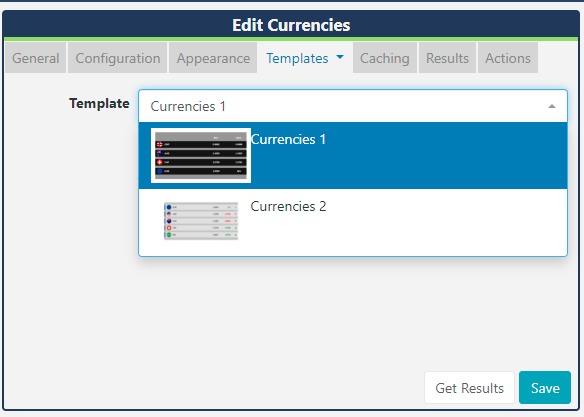 Edit Currencies
General Configuration Appearance Templates Caching Results Actions
Template Currencies 1
Currencies 1
Currencies 2
Get Results Save